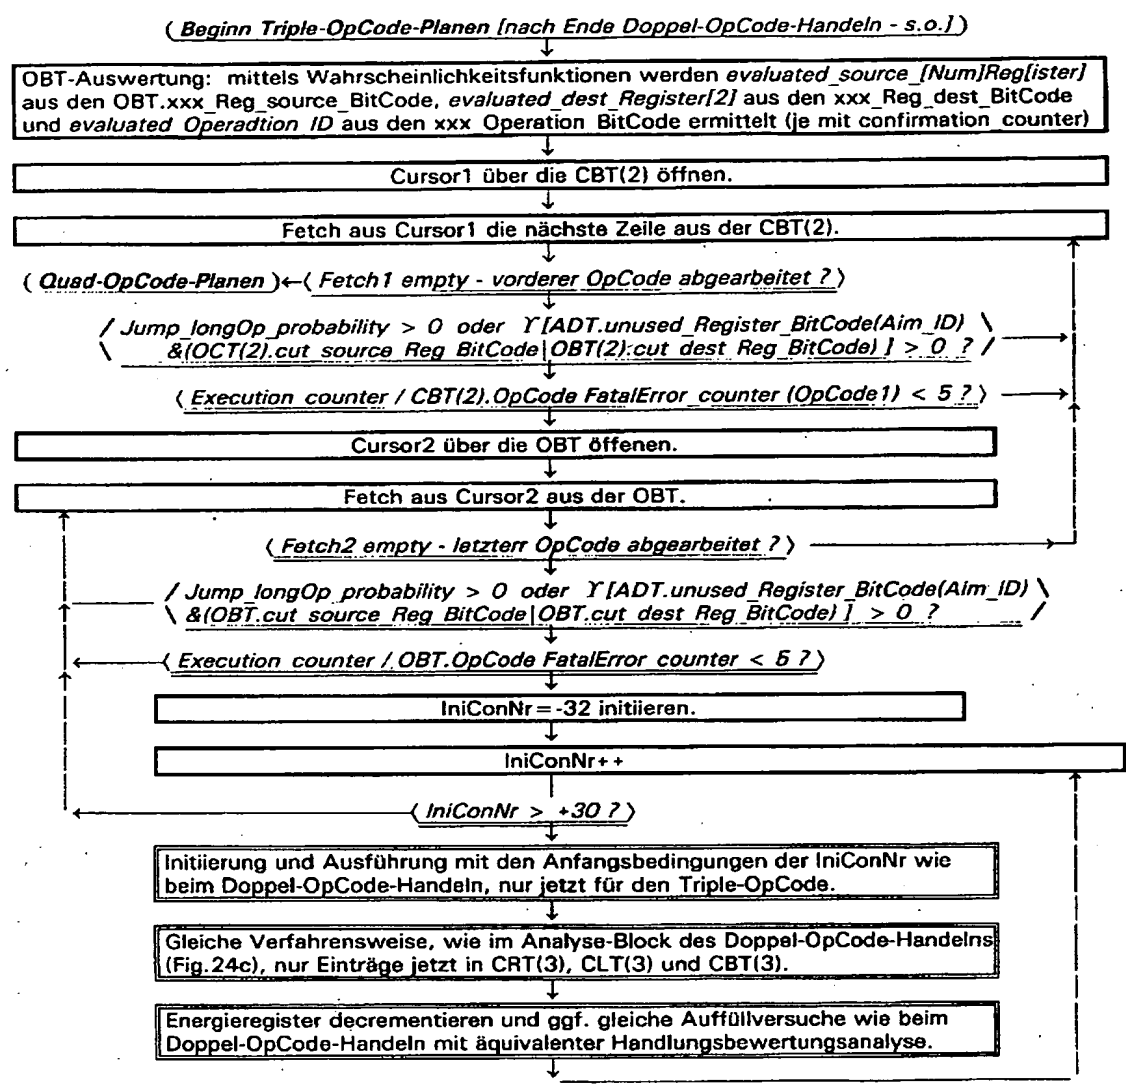 ( Beginn Triple-OpCode-Planen [nach Ende Doppel-OpCode-Handeln - s.o.] )
OBT-Auswertung: mittels Wahrscheinlichkeitsfunktionen werden evaluated_source_[Num]Reg[ister]
aus den OBT.xxx_Reg_source_BitCode, evaluated_dest_Register[2] aus den xxx_Reg_dest_BitCode
und evaluated_Operadtion_ID aus den xxx_Operation_BitCode ermittelt (je mit confirmation_counter)
Cursor1 über die CBT(2) öffnen.
Fetch aus Cursor1 die nächste Zeile aus der CBT(2).
( Quad-OpCode-Planen )←⟨ Fetch1 empty - vorderer OpCode abgearbeitet ? ⟩
/ Jump_longOp_probability > 0 oder ϒ[ADT.unused_Register_BitCode(Aim_ID) \
\ &(OCT(2).cut_source_Reg_BitCode|OBT(2).cut_dest_Reg_BitCode) ] > 0 ? /
⟨ Execution_counter / CBT(2).OpCode_FatalError_counter (OpCode1) < 5 ? ⟩
Cursor2 über die OBT öffenen.
Fetch aus Cursor2 aus der OBT.
⟨ Fetch2 empty - letzterr OpCode abgearbeitet ? ⟩
/ Jump_longOp_probability > 0 oder ϒ[ADT.unused_Register_BitCode(Aim_ID) \
\ &(OBT.cut_source_Reg_BitCode|OBT.cut_dest_Reg_BitCode) ] > 0 ? /
⟨ Execution_counter / OBT.OpCode_FatalError_counter < 5 ? ⟩
IniConNr = -32 initiieren.
IniConNr++
⟨ IniConNr > +30 ? ⟩
Initiierung und Ausführung mit den Anfangsbedingungen der IniConNr wie
beim Doppel-OpCode-Handeln, nur jetzt für den Triple-OpCode.
Gleiche Verfahrensweise, wie im Analyse-Block des Doppel-OpCode-Handelns
(Fig.24c), nur Einträge jetzt in CRT(3), CLT(3) und CBT(3).
Energieregister decrementieren und ggf. gleiche Auffüllversuche wie beim
Doppel-OpCode-Handeln mit äquivalenter Handlungsbewertungsanalyse.